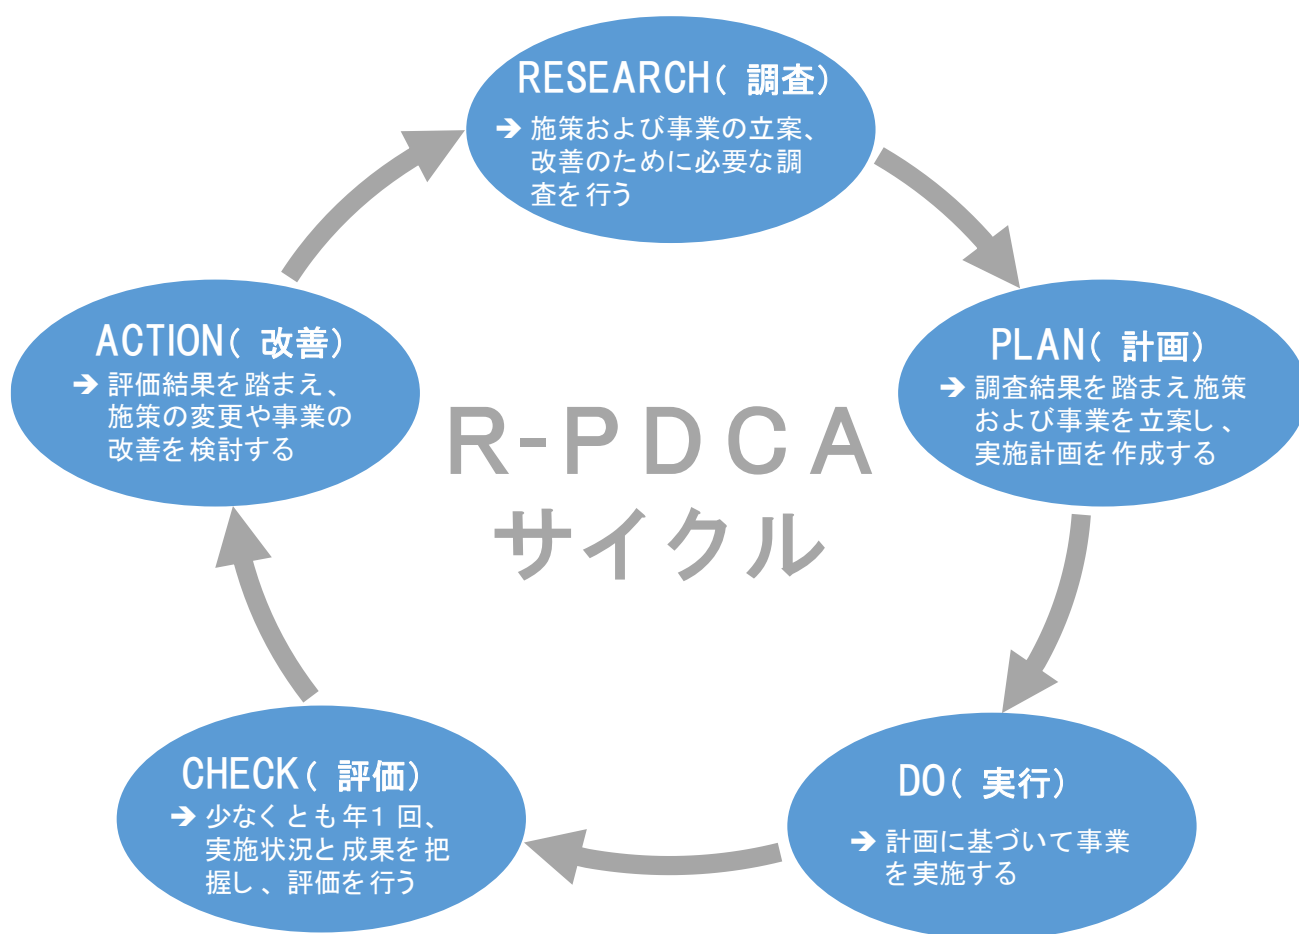 RESEARCH(調査)
➔ 施策および事業の立案、
改善のために必要な調
査を行う
PLAN(計画)
➔ 調査結果を踏まえ施策
および事業を立案し、
実施計画を作成する
DO(実行)
➔ 計画に基づいて事業
を実施する
CHECK(評価)
➔ 少なくとも年1回、
実施状況と成果を把
握し、評価を行う
ACTION(改善)
➔ 評価結果を踏まえ、
施策の変更や事業の
改善を検討する
R-PDCA
サイクル